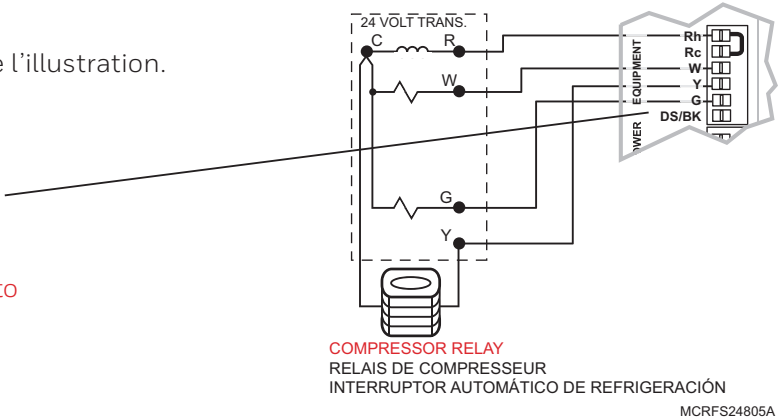 24 VOLT TRANS.
C
R
W
G
Y
EQUIPMENT
Rh
Rc
W
Y
G
DS/BK
l’illustration.
COMPRESSOR RELAY
RELAIS DE COMPRESSEUR
INTERRUPTOR AUTOMÁTICO DE REFRIGERACIÓN
MCRFS24805A